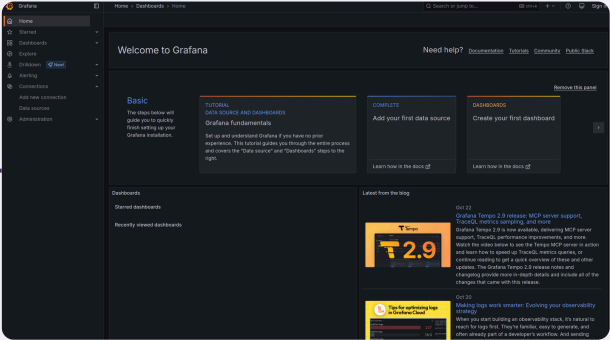 Grafana
Home > Dashboards > Home
Search or jump to...
Sign in
Home
Starred
Dashboards
Explore
Drilldown New!
Alerting
Connections
Add new connection
Data sources
Administration
Welcome to Grafana
Need help? Documentation Tutorials Community Public Slack
Remove this panel
Basic
The steps below will
guide you to quickly
finish setting up your
Grafana installation.
TUTORIAL
DATA SOURCE AND DASHBOARDS
Grafana fundamentals
Set up and understand Grafana if you have no prior
experience. This tutorial guides you through the entire process
and covers the "Data source" and "Dashboards" steps to the
right.
COMPLETE
Add your first data source
Learn how in the docs
DASHBOARDS
Create your first dashboard
Learn how in the docs
Dashboards
Starred dashboards
Recently viewed dashboards
Latest from the blog
Tempo
2.9
Oct 22
Grafana Tempo 2.9 release: MCP server support,
TraceQL metrics sampling, and more
Grafana Tempo 2.9 is now available, delivering MCP server
support, TraceQL performance improvements, and more.
Watch the video below to see the Tempo MCP server in action
and learn how to speed up TraceQL metrics queries, or
continue reading to get a quick overview of these and other
updates. The Grafana Tempo 2.9 release notes and
changelog provide more in-depth details and include all of the
changes that came with this release.
Tips for optimizing logs
in Grafana Cloud
Oct 20
Making logs work smarter: Evolving your observability
strategy
When you start building an observability stack, it's natural to
reach for logs first. They're familiar, easy to generate, and
often already part of a developer's workflow. And sending